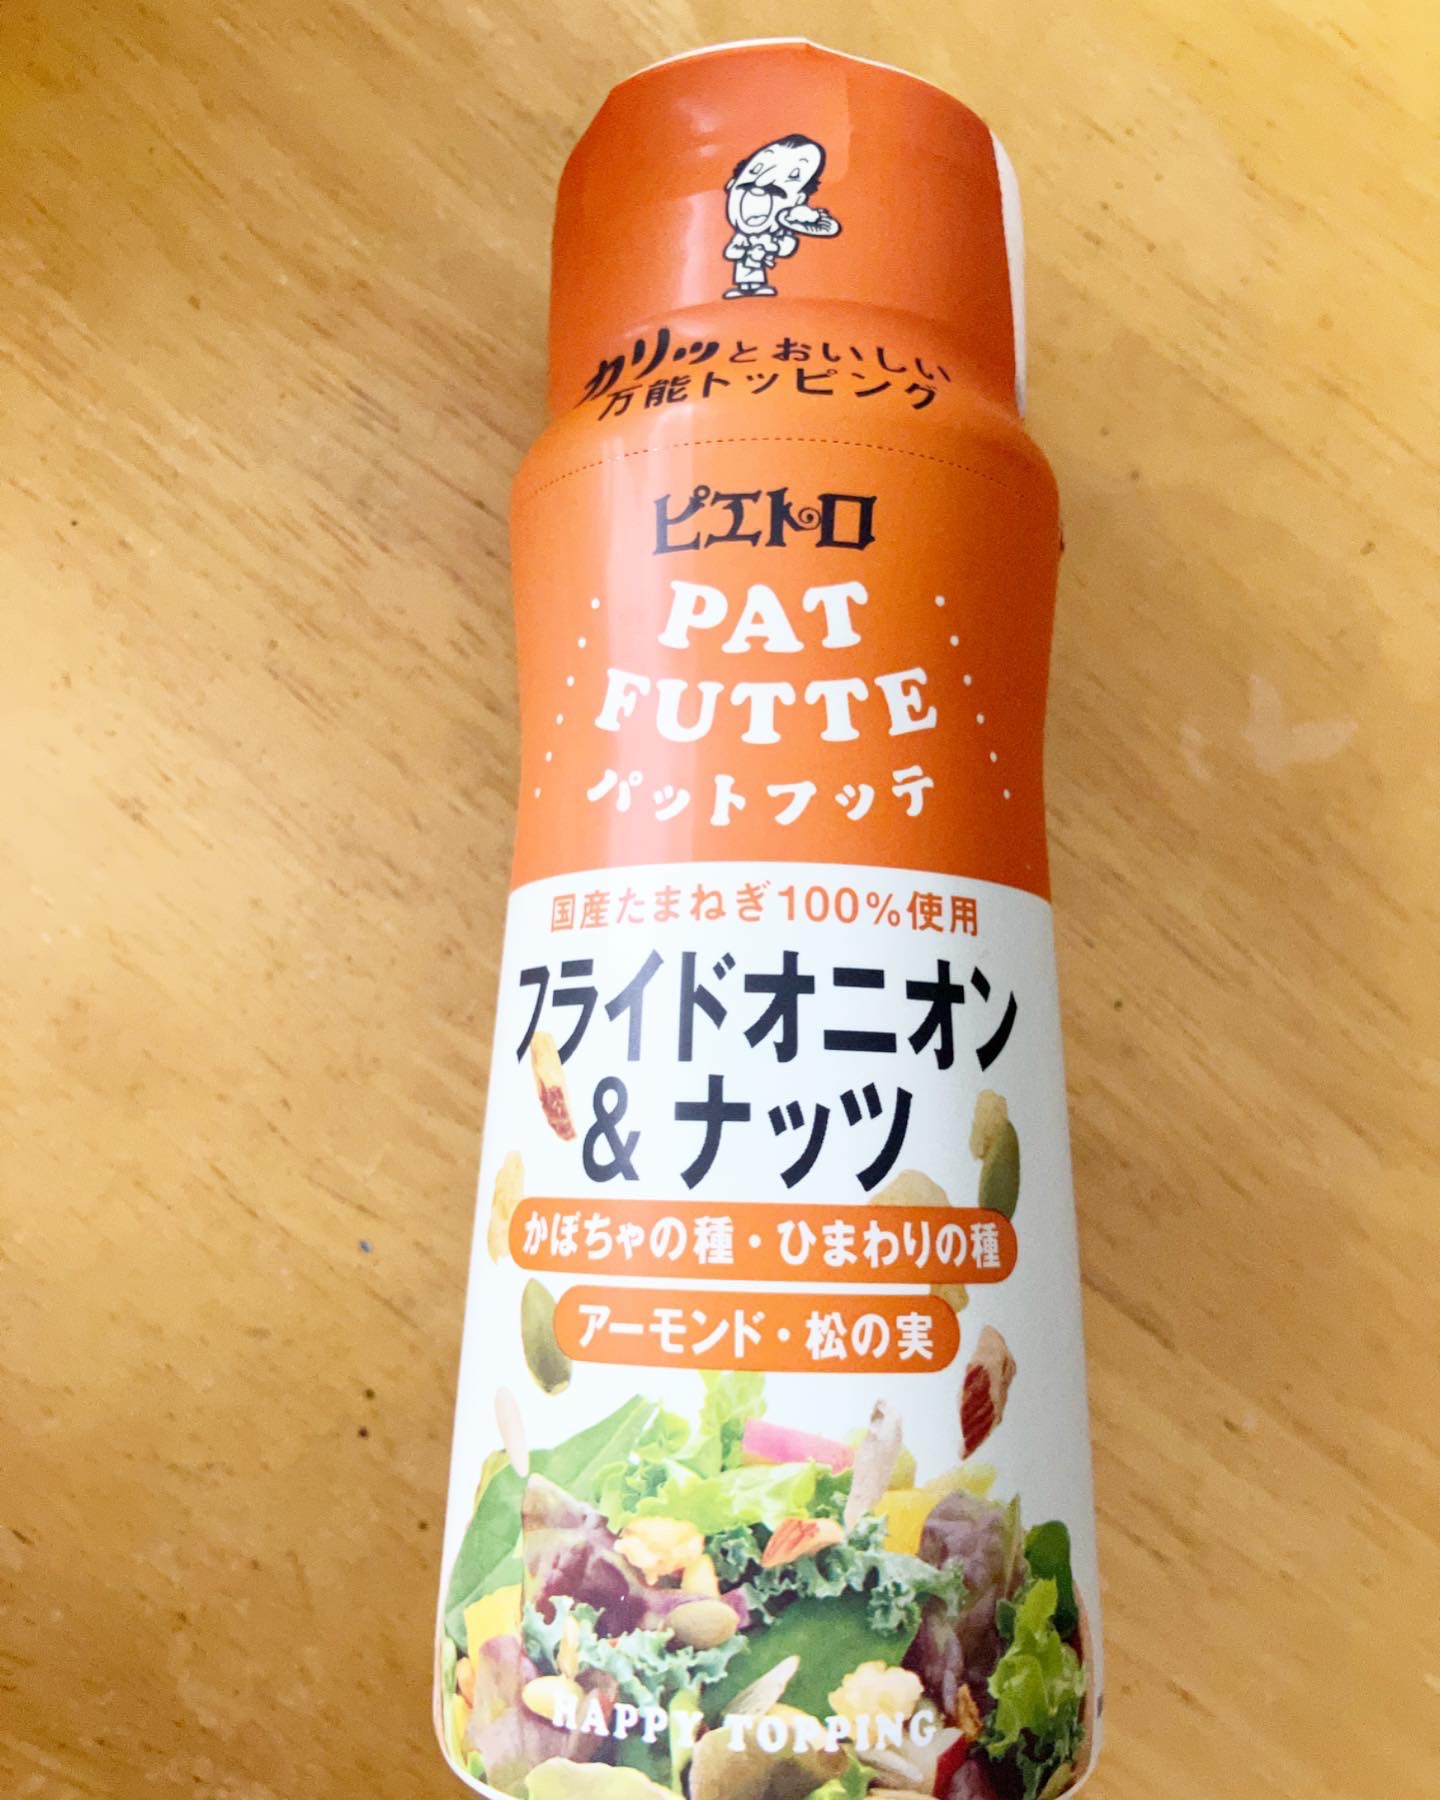 カリッとおいしい
万能トッピング
ピエトロ
PAT
FUTTE
パットフッテ
国産たまねぎ100%使用
フライドオニオン
&ナッツ
かぼちゃの種・ひまわりの種
アーモンド・松の実
HAPPY TOPPING